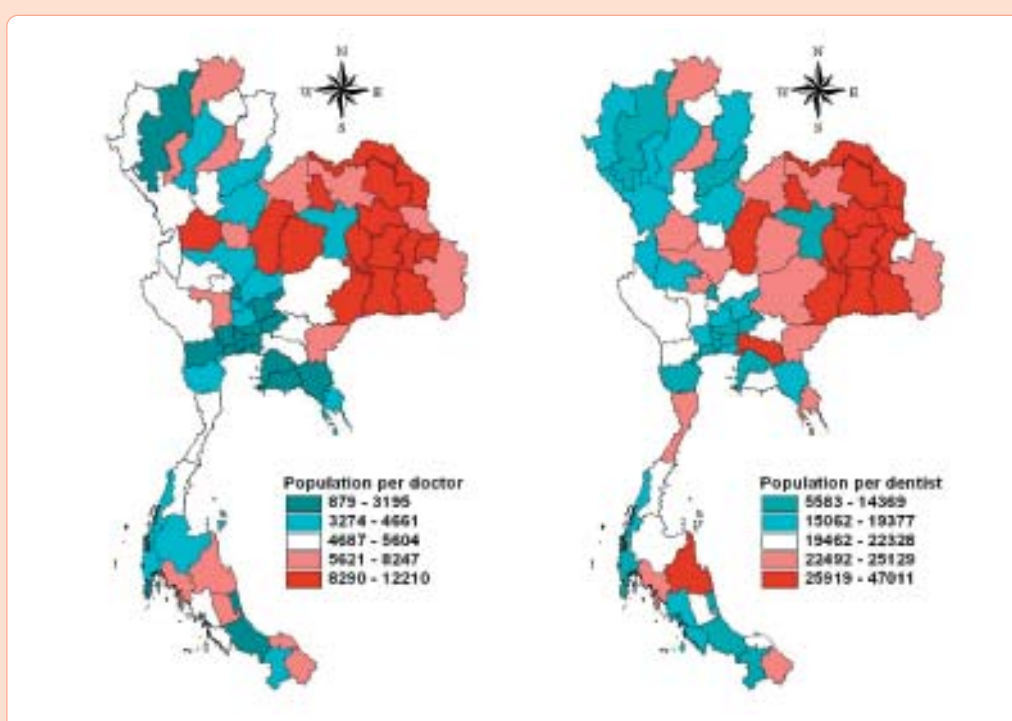 N
W E
S
N
W E
S
Population per doctor
879 - 3195
3274 - 4661
4687 - 5604
5621 - 8247
8290 - 12210
Population per dentist
5583 - 14369
15062 - 19377
19462 - 22328
22492 - 25129
25919 - 47011